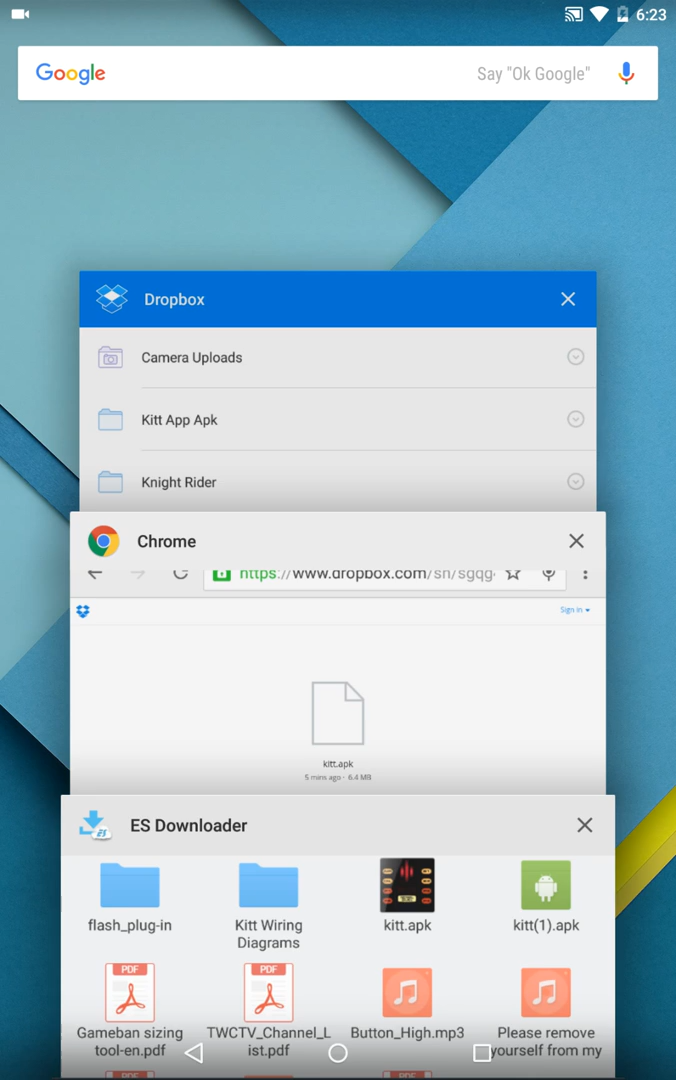 6:23
Google Say "Ok Google"
Dropbox
Camera Uploads
Kitt App Apk
Knight Rider
Chrome
https://www.dropbox.com/sn/sgqg
Sign in
kitt.apk
5 mins ago · 6.4 MB
ES Downloader
flash_plug-in
Kitt Wiring
Diagrams
kitt.apk
kitt(1).apk
PDF
Gameban sizing
tool-en.pdf
PDF
TWCTV_Channel_L
ist.pdf
Button_High.mp3
Please remove
yourself from my
PDF
PDF